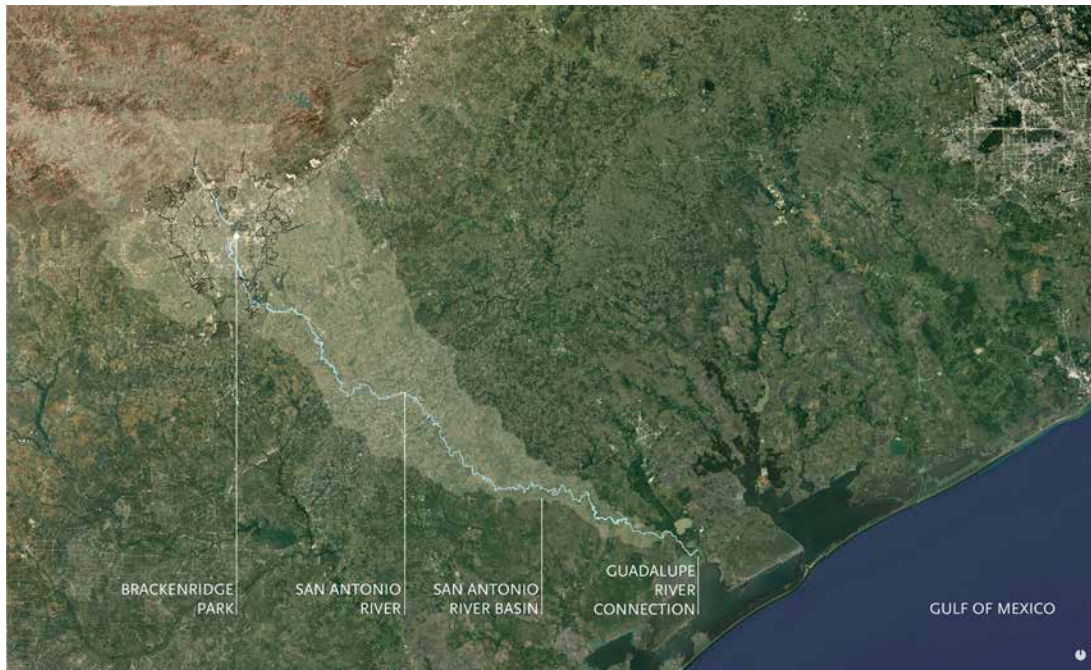 BRACKENRIDGE
PARK
SAN ANTONIO
RIVER
SAN ANTONIO
RIVER BASIN
GUADALUPE
RIVER
CONNECTION
GULF OF MEXICO